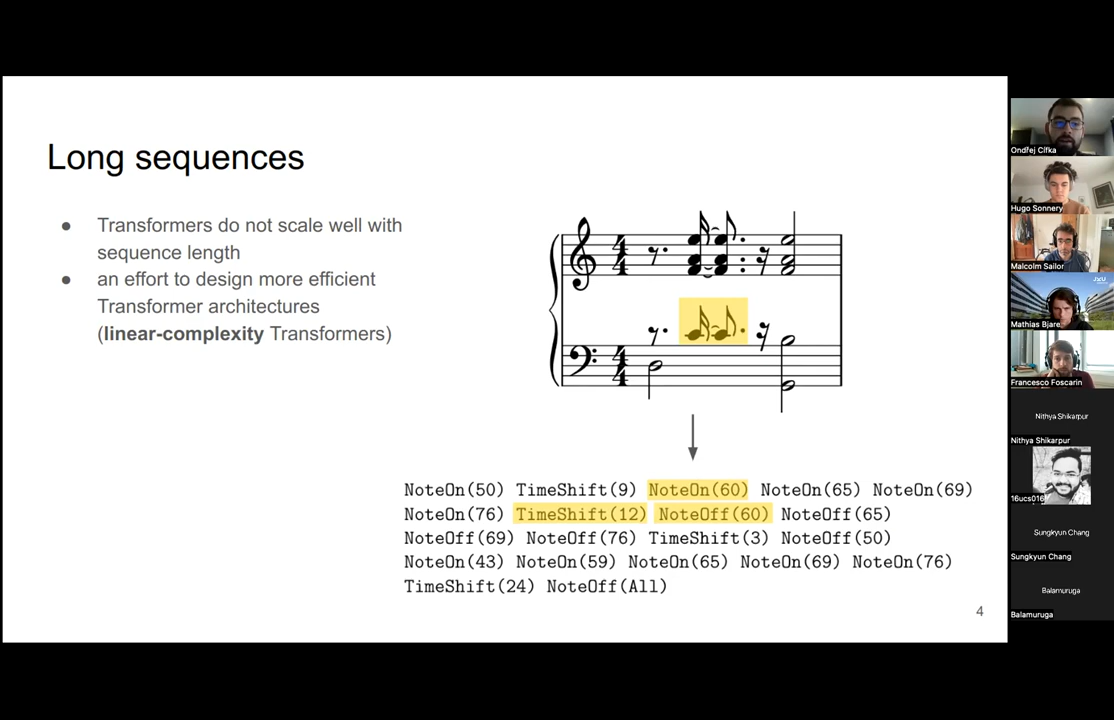 Long sequences
● Transformers do not scale well with
sequence length
● an effort to design more efficient
Transformer architectures
(linear-complexity Transformers)
NoteOn(50) TimeShift(9) NoteOn(60) NoteOn(65) NoteOn(69)
NoteOn(76) TimeShift(12) NoteOff(60) NoteOff(65)
NoteOff(69) NoteOff(76) TimeShift(3) NoteOff(50)
NoteOn(43) NoteOn(59) NoteOn(65) NoteOn(69) NoteOn(76)
TimeShift(24) NoteOff(All)
4
Ondřej Cífka
Hugo Sonnery
Malcolm Sailor
JKU
Mathias Bjare
Francesco Foscarin
Nithya Shikarpur
Nithya Shikarpur
16ucs016
Sungkyun Chang
Sungkyun Chang
Balamuruga
Balamuruga